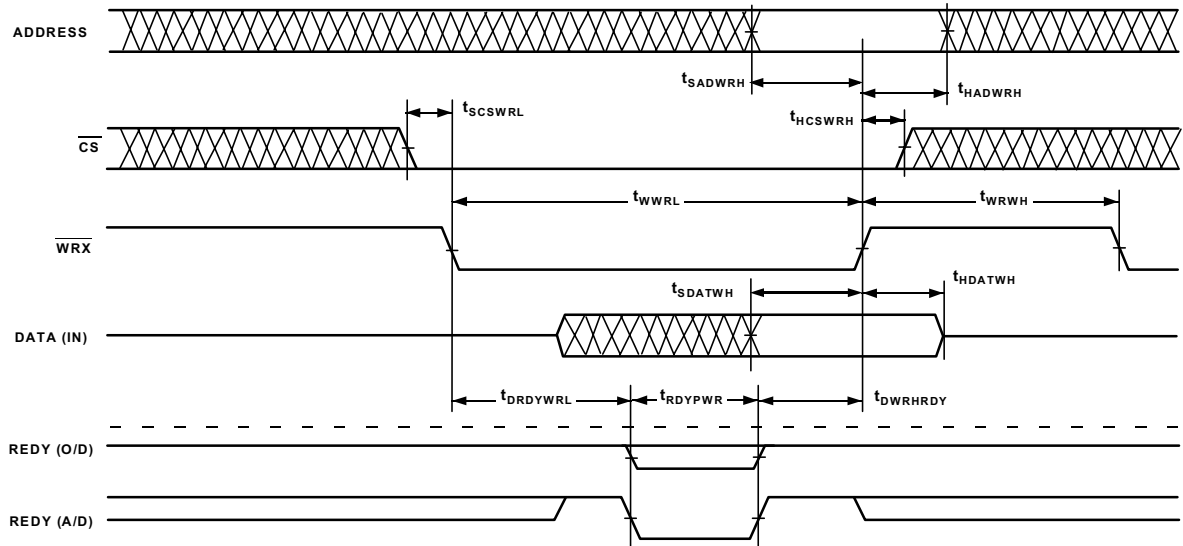 ADDRESS
tSADWRH
tHADWRH
tSCSWRL
tHCSWRH
CS
tWWRL
tWRWH
WRX
tSDATWH
tHDATWH
DATA (IN)
tDRDYWRL
tRDYPWR
tDWRHRDY
REDY (O/D)
REDY (A/D)